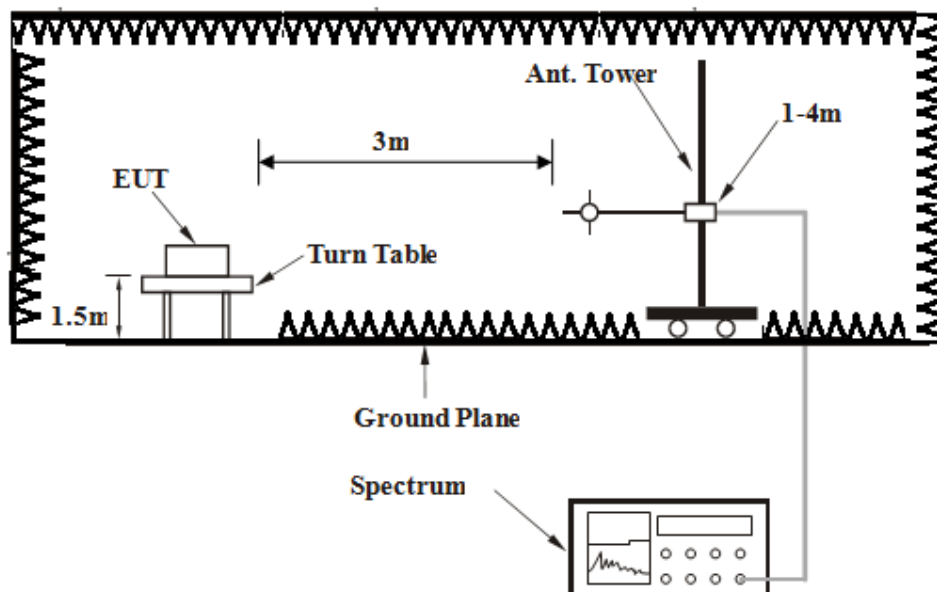 Ant. Tower
1-4m
3m
EUT
Turn Table
1.5m
Ground Plane
Spectrum